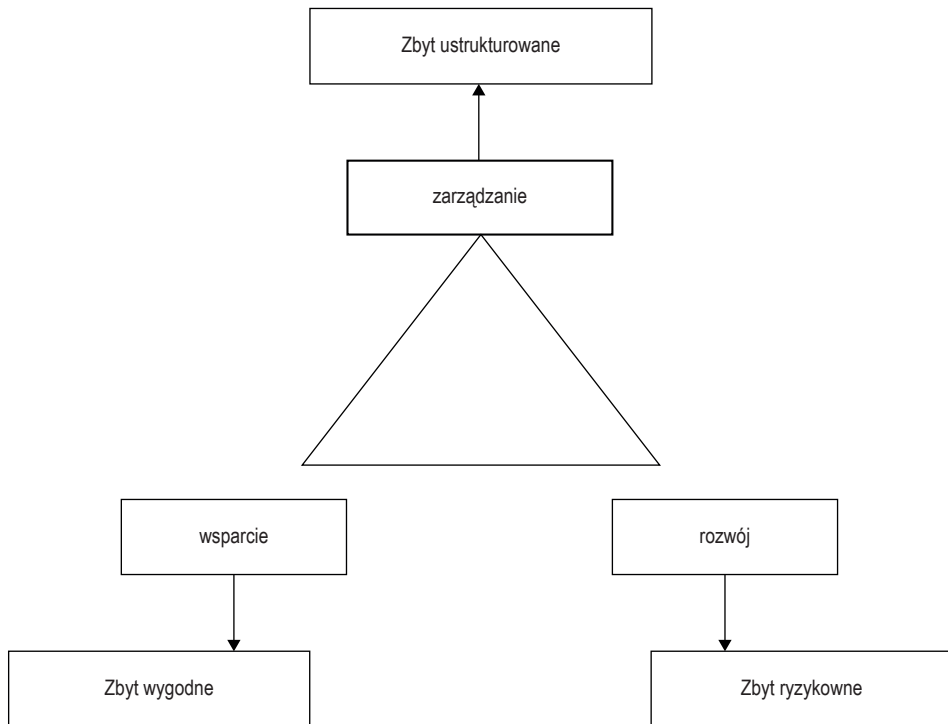 Zbyt ustrukturowane
zarządzanie
wsparcie
rozwój
Zbyt wygodne
Zbyt ryzykowne